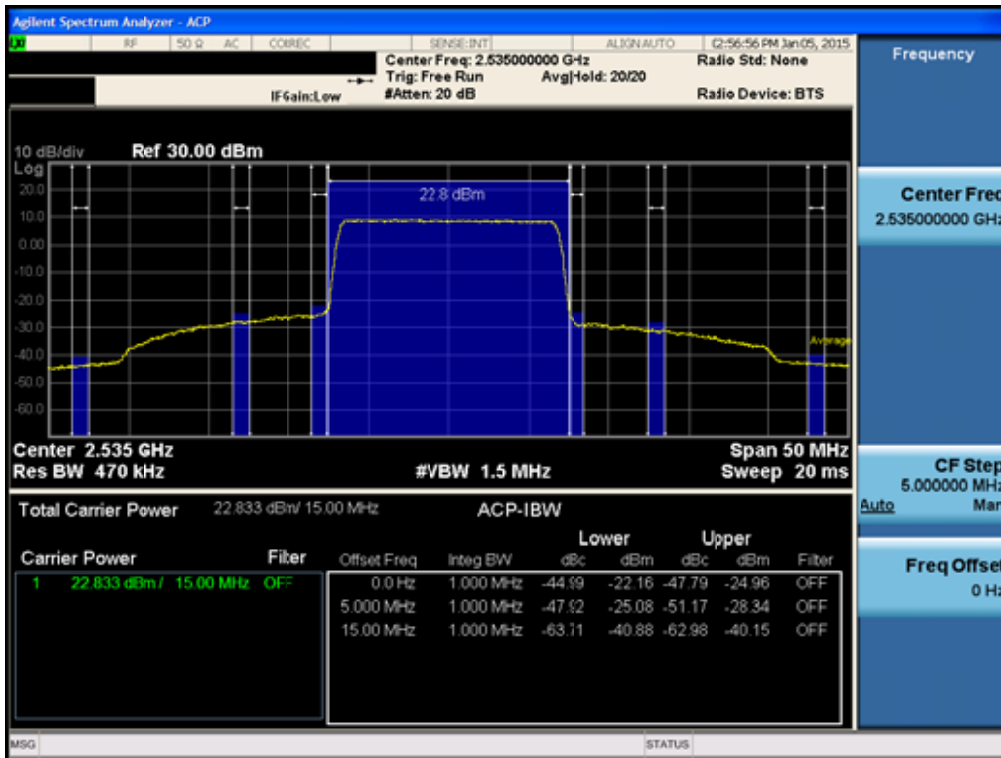 Agilent Spectrum Analyzer - ACP
LXI RF 50 Ω AC CORREC SENSE:INT ALIGN AUTO 02:56:56 PM Jan 05, 2015
Center Freq: 2.535000000 GHz Radio Std: None
Trig: Free Run Avg|Hold: 20/20
IFGain:Low #Atten: 20 dB Radio Device: BTS
10 dB/div Ref 30.00 dBm
Log
20.0
10.0
0.00
-10.0
-20.0
-30.0
-40.0
-50.0
-60.0
22.8 dBm
Average
Center 2.535 GHz Span 50 MHz
Res BW 470 kHz #VBW 1.5 MHz Sweep 20 ms
Total Carrier Power 22.833 dBm/ 15.00 MHz ACP-IBW
Lower Upper
Carrier Power Filter Offset Freq Integ BW dBc dBm dBc dBm Filter
1 22.833 dBm / 15.00 MHz OFF 0.0 Hz 1.000 MHz -44.99 -22.16 -47.79 -24.96 OFF
5.000 MHz 1.000 MHz -47.92 -25.08 -51.17 -28.34 OFF
15.00 MHz 1.000 MHz -63.71 -40.88 -62.98 -40.15 OFF
MSG STATUS
Frequency
Center Freq
2.535000000 GHz
CF Step
5.000000 MHz
Auto Man
Freq Offset
0 Hz